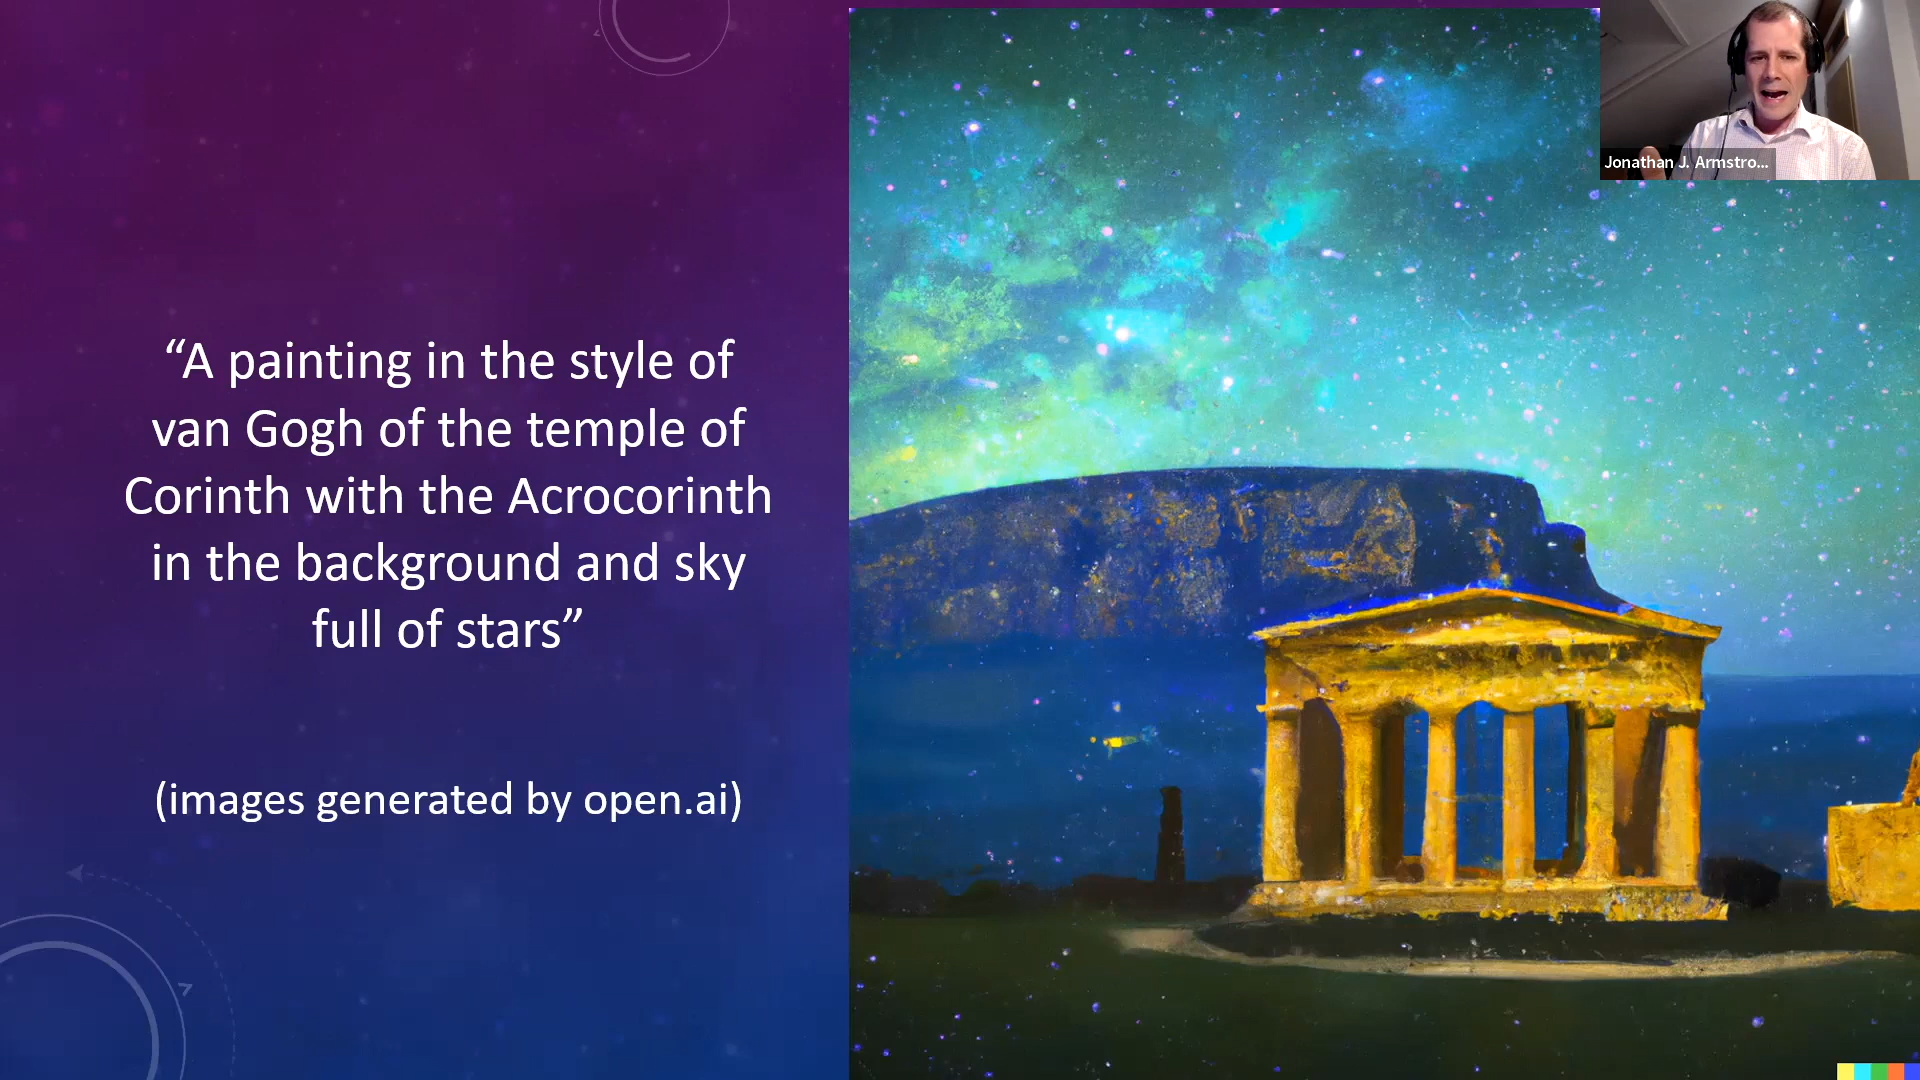 “A painting in the style of
van Gogh of the temple of
Corinth with the Acrocorinth
in the background and sky
full of stars”
(images generated by open.ai)
Jonathan J. Armstro...